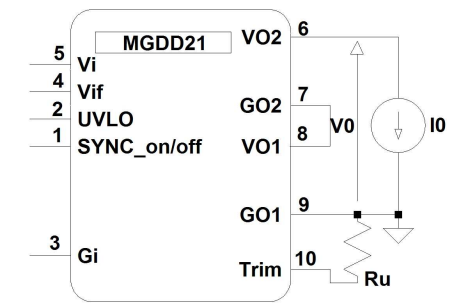 MGDD21
5 Vi
4 Vif
2 UVLO
1 SYNC_on/off
3 Gi
VO2 6
GO2 7
VO1 8
GO1 9
Trim 10
V0
I0
Ru